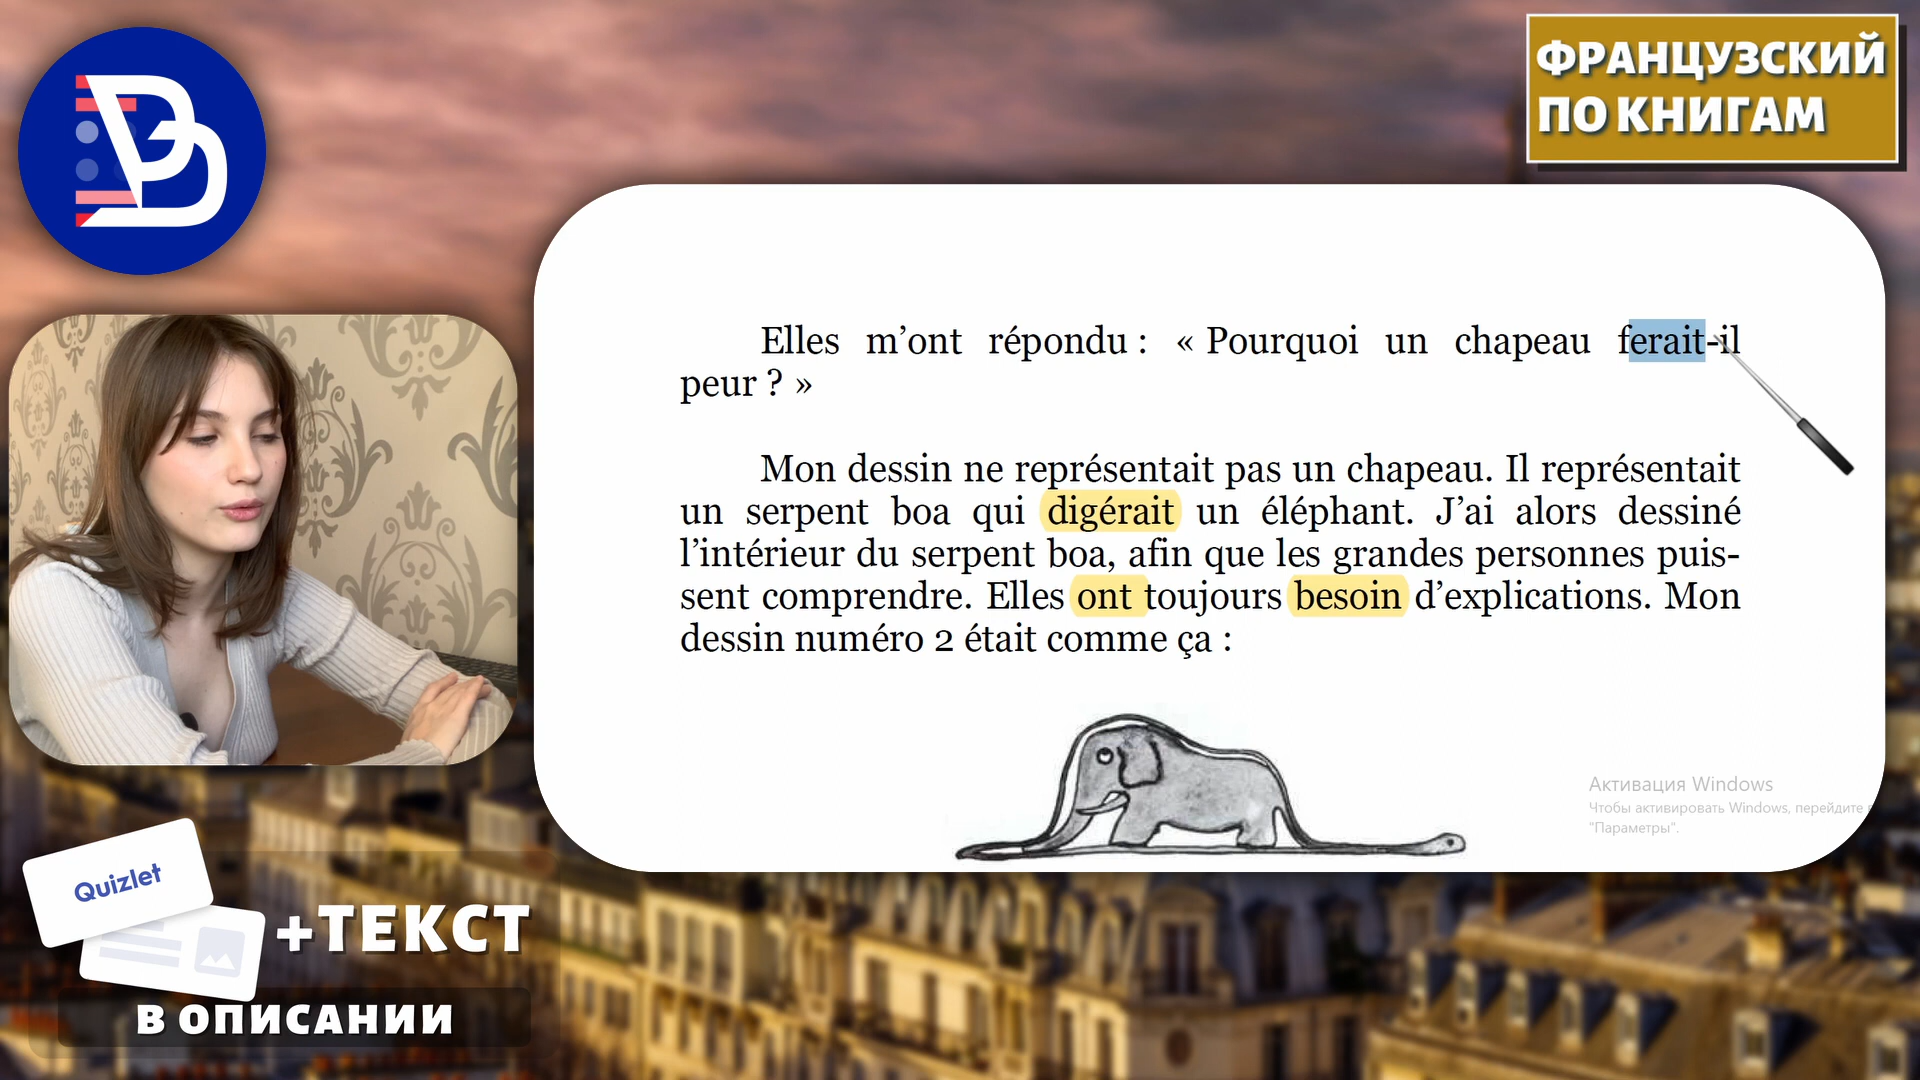 ФРАНЦУЗСКИЙ
ПО КНИГАМ
Elles m’ont répondu : « Pourquoi un chapeau ferait-il
peur ? »
Mon dessin ne représentait pas un chapeau. Il représentait
un serpent boa qui digérait un éléphant. J’ai alors dessiné
l’intérieur du serpent boa, afin que les grandes personnes puis-
sent comprendre. Elles ont toujours besoin d’explications. Mon
dessin numéro 2 était comme ça :
Активация Windows
Чтобы активировать Windows, перейдите
"Параметры".
Quizlet
+ТЕКСТ
В ОПИСАНИИ